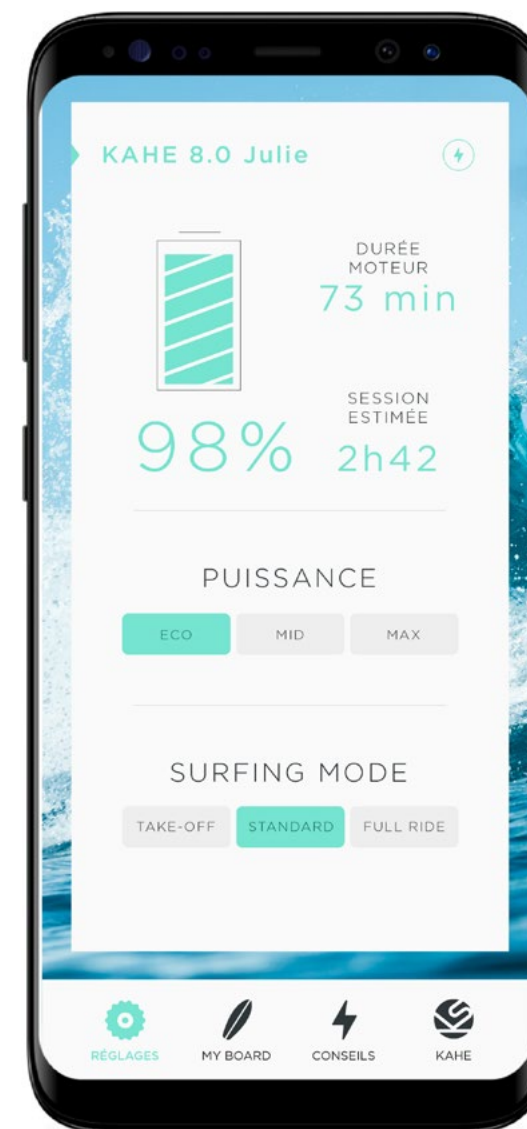 KAHE 8.0 Julie
DURÉE
MOTEUR
73 min
SESSION
ESTIMÉE
98%
2h42
PUISSANCE
ECO
MID
MAX
SURFING MODE
TAKE-OFF
STANDARD
FULL RIDE
RÉGLAGES
MY BOARD
CONSEILS
KAHE